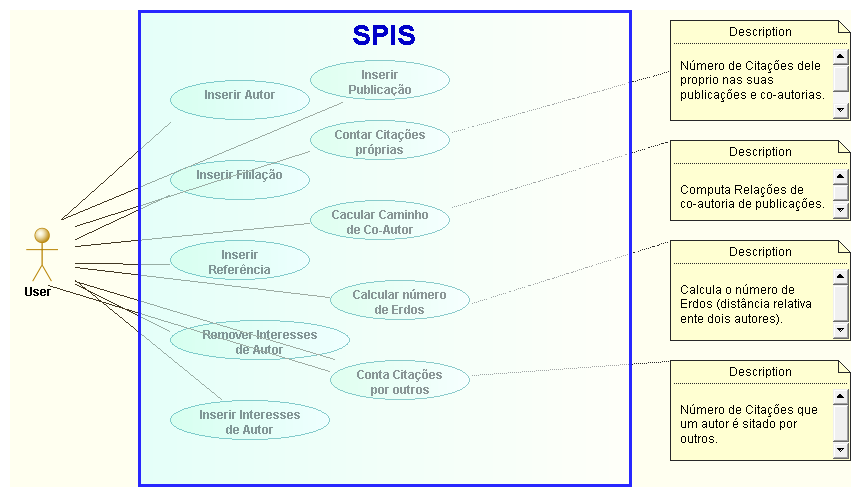 SPIS
Inserir
Publicação
Inserir Autor
Contar Citações
próprias
Inserir Fililação
Cacular Caminho
de Co-Autor
Inserir
Referência
Calcular número
de Erdos
Remover Interesses
de Autor
Conta Citações
por outros
Inserir Interesses
de Autor
User
Description
Número de Citações dele
proprio nas suas
publicações e co-autorias.
Description
Computa Relações de
co-autoria de publicações.
Description
Calcula o número de
Erdos (distância relativa
ente dois autores).
Description
Número de Citações que
um autor é sitado por
outros.